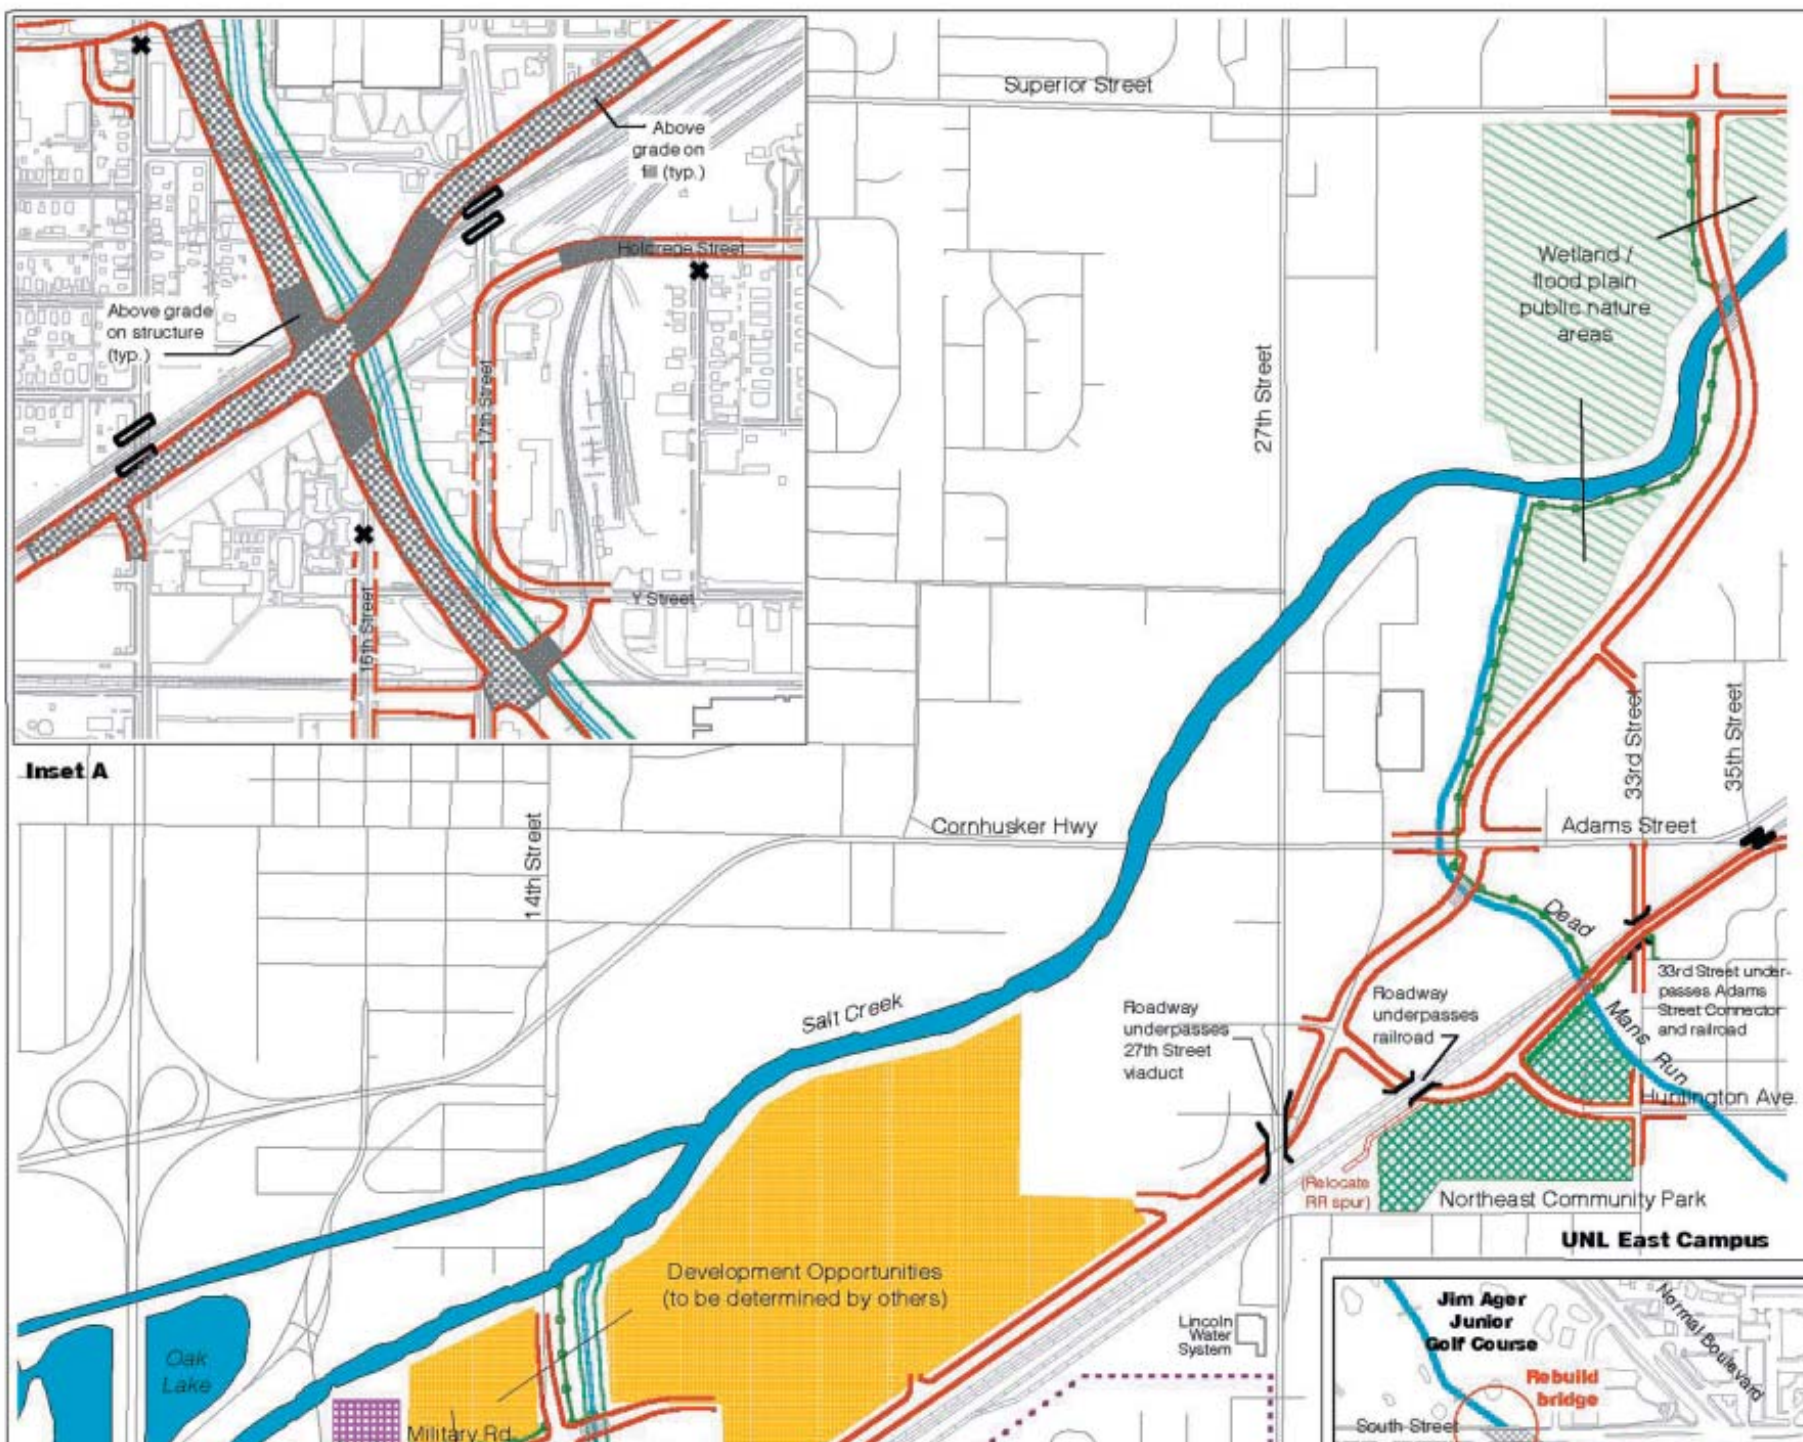 Superior Street
Above
grade on
fill (typ.)
Holdrege Street
Above grade
on structure
(typ.)
17th Street
16th Street
Y Street
Inset A
Wetland /
flood plain
public nature
areas
27th Street
33rd Street
35th Street
Cornhusker Hwy
Adams Street
14th Street
Dead
Mans Run
Salt Creek
Roadway
underpasses
27th Street
viaduct
Roadway
underpasses
railroad
33rd Street under-
passes Adams
Street Connector
and railroad
Huntington Ave.
(Relocate
RR spur)
Northeast Community Park
UNL East Campus
Development Opportunities
(to be determined by others)
Lincoln
Water
System
Oak
Lake
Military Rd.
Jim Ager
Junior
Golf Course
Normal Boulevard
Rebuild
bridge
South Street